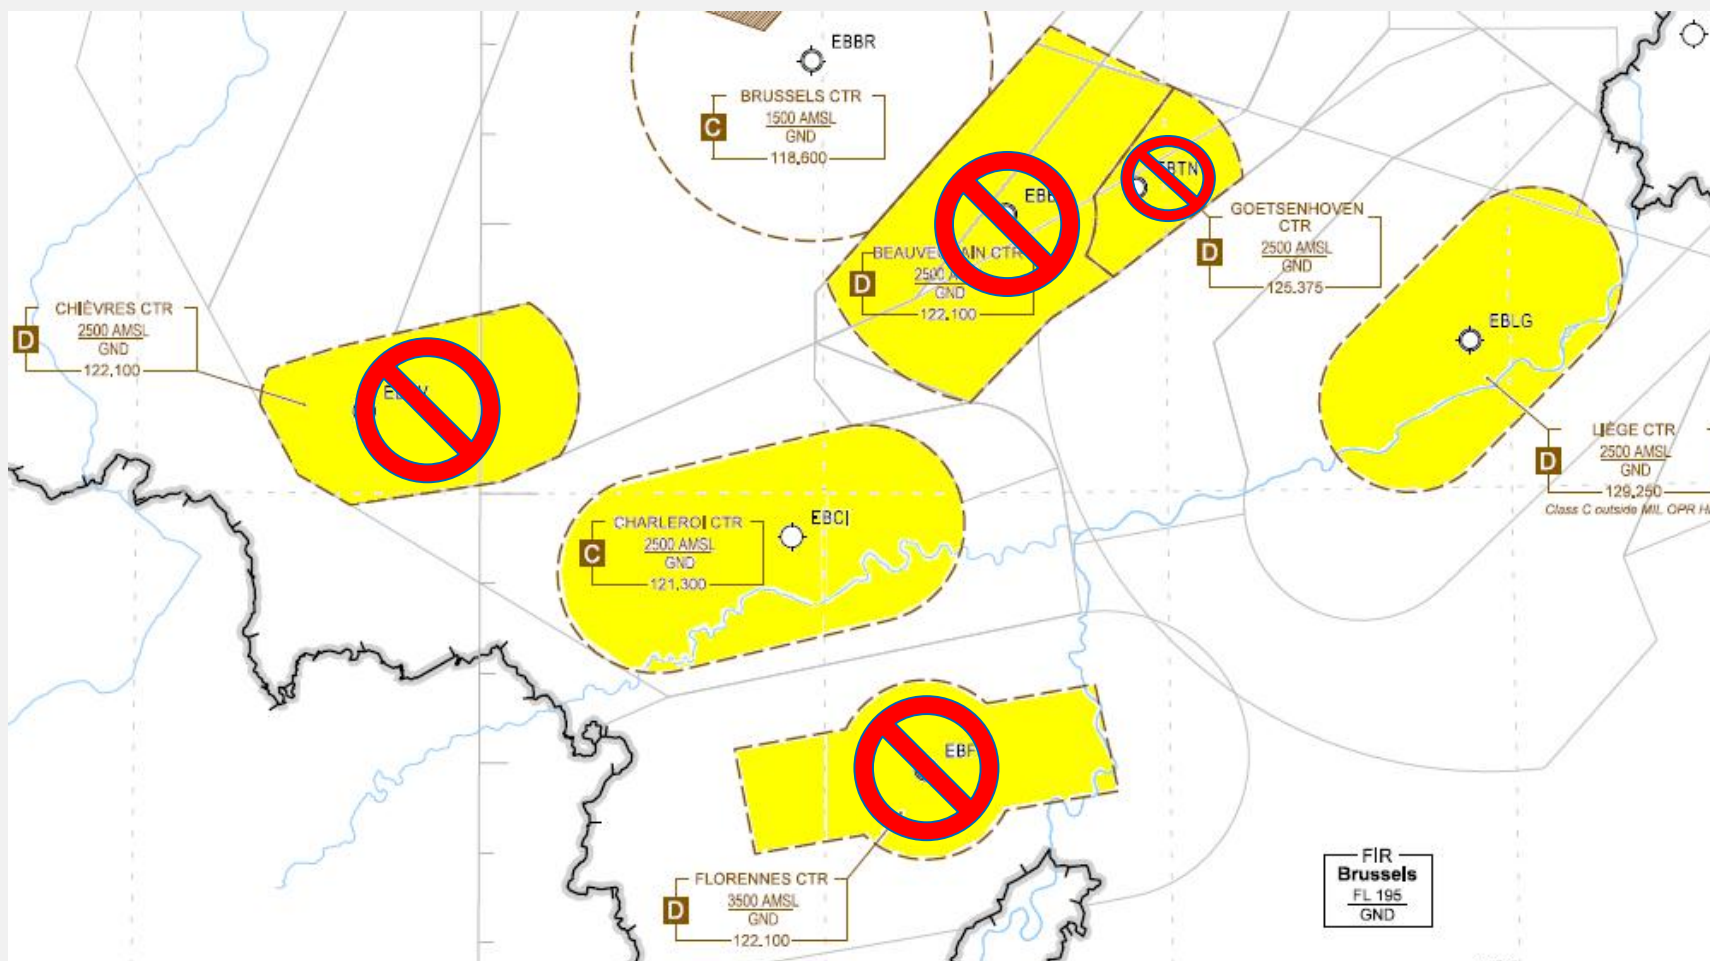 EBBR
BRUSSELS CTR
C
1500 AMSL
GND
118.600
EBTN
GOETSENHOVEN
CTR
D
2500 AMSL
GND
125.375
CTR
D
GND
122.100
CHIÈVRES CTR
D
2500 AMSL
GND
122.100
EBLG
LIÈGE CTR
D
2500 AMSL
GND
129.250
Class C outside MIL OPR
EBCI
CHARLEROI CTR
C
2500 AMSL
GND
121.300
FLORENNES CTR
D
3500 AMSL
GND
122.100
FIR
Brussels
FL 195
GND